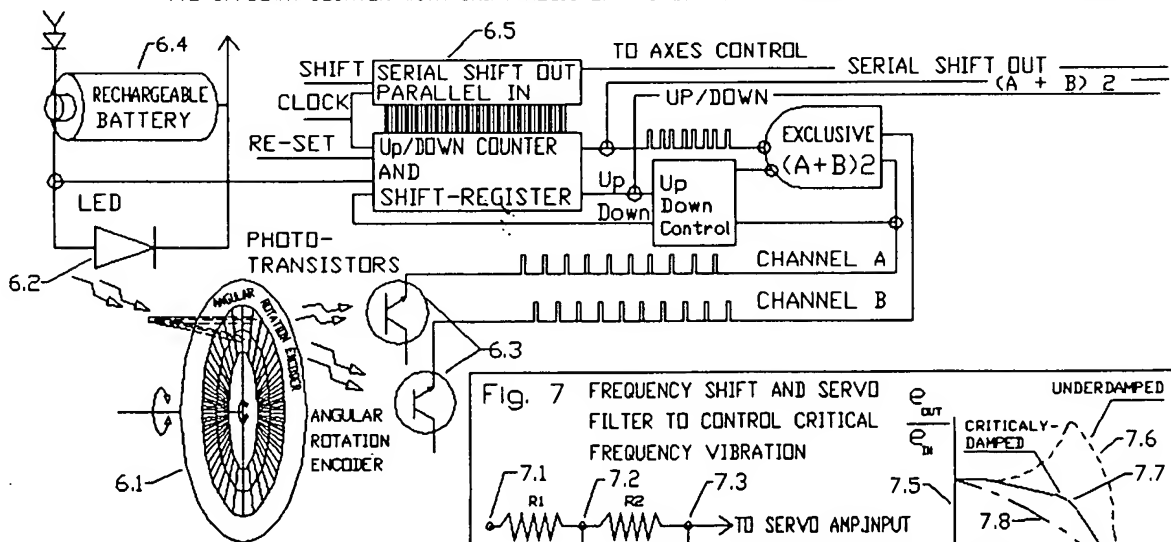 6.4
6.5
TO AXES CONTROL
SERIAL SHIFT OUT
(A + B) 2
UP/DOWN
SHIFT
SERIAL SHIFT OUT
PARALLEL IN
CLOCK
RECHARGEABLE
BATTERY
RE-SET
Up/DOWN COUNTER
AND
SHIFT-REGISTER
Up
Down
Up
Down
Control
EXCLUSIVE
(A+B)2
LED
6.2
PHOTO-
TRANSISTORS
CHANNEL A
CHANNEL B
6.3
ANGULAR ROTATION ENCODER
ANGULAR
ROTATION
ENCODER
6.1
Fig. 7 FREQUENCY SHIFT AND SERVO
FILTER TO CONTROL CRITICAL
FREQUENCY VIBRATION
7.1
7.2
7.3
R1
R2
TO SERVO AMP.INPUT
e OUT
e IN
UNDERDAMPED
CRITICALY-
DAMPED
7.6
7.7
7.5
7.8